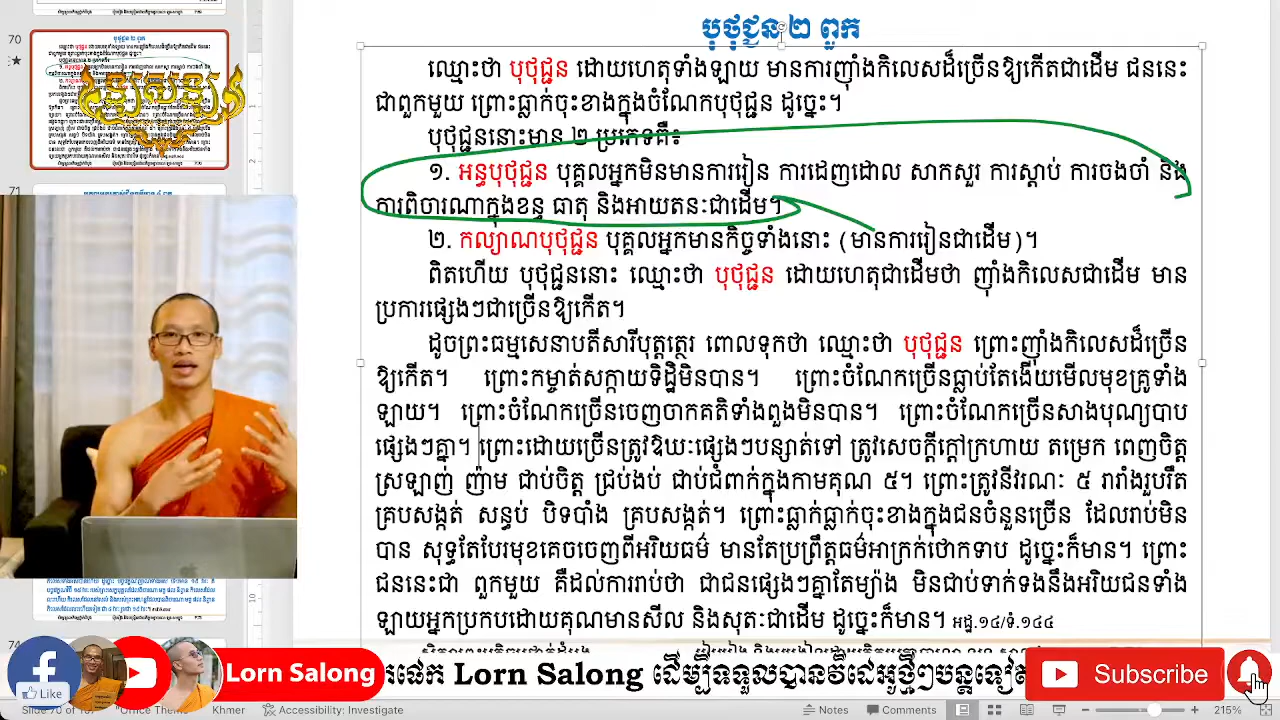 បុថុជ្ជន ២ ពួក
ឈ្មោះថា បុថុជ្ជន ដោយហេតុទាំងឡាយ មានការញ៉ាំងកិលេសដ៏ច្រើនឱ្យកើតជាដើម ជននេះ
ជាពួកមួយ ព្រោះធ្លាក់ចុះខាងក្នុងចំណែកបុថុជ្ជន ដូច្នេះ។
បុថុជ្ជននោះមាន ២ ប្រភេទគឺ៖
១. អន្ធបុថុជ្ជន បុគ្គលអ្នកមិនមានការរៀន ការដេញដោល សាកសួរ ការស្តាប់ ការចងចាំ និង
ការពិចារណាក្នុងខន្ធ ធាតុ និងអាយតនៈជាដើម។
២. កល្យាណបុថុជ្ជន បុគ្គលអ្នកមានកិច្ចទាំងនោះ (មានការរៀនជាដើម)។
ពិតហើយ បុថុជ្ជននោះ ឈ្មោះថា បុថុជ្ជន ដោយហេតុជាដើមថា ញ៉ាំងកិលេសជាដើម មាន
ប្រការផ្សេងៗជាច្រើនឱ្យកើត។
ដូចព្រះធម្មសេនាបតីសារីបុត្តត្ថេរ ពោលទុកថា ឈ្មោះថា បុថុជ្ជន ព្រោះញ៉ាំងកិលេសដ៏ច្រើន
ឱ្យកើត។ ព្រោះកម្ចាត់សក្កាយទិដ្ឋិមិនបាន។ ព្រោះចំណែកច្រើនធ្លាប់តែងើយមើលមុខគ្រូទាំង
ឡាយ។ ព្រោះចំណែកច្រើនចេញចាកគតិទាំងពួងមិនបាន។ ព្រោះចំណែកច្រើនសាងបុណ្យបាប
ផ្សេងៗគ្នា។ ព្រោះដោយច្រើនត្រូវឱឃៈផ្សេងៗបន្សាត់ទៅ ត្រូវសេចក្តីក្តៅក្រហាយ តម្រេក ពេញចិត្ត
ស្រឡាញ់ ញ៉ាម ជាប់ចិត្ត ជ្រប់ងប់ ជាប់ជំពាក់ក្នុងកាមគុណ ៥។ ព្រោះត្រូវនីវរណៈ ៥ រារាំងរួបរឹត
គ្របសង្កត់ សន្ធប់ បិទបាំង គ្របសង្កត់។ ព្រោះធ្លាក់ធ្លាក់ចុះខាងក្នុងជនចំនួនច្រើន ដែលរាប់មិន
បាន សុទ្ធតែបែរមុខគេចចេញពីអរិយធម៌ មានតែប្រព្រឹត្តធម៌អាក្រក់ថោកទាប ដូច្នេះក៏មាន។ ព្រោះ
ជននេះជា ពួកមួយ គឺដល់ការរាប់ថា ជាជនផ្សេងៗគ្នាតែម្យ៉ាង មិនជាប់ទាក់ទងនឹងអរិយជនទាំង
ឡាយអ្នកប្រកបដោយគុណមានសីល និងសុតៈជាដើម ដូច្នេះក៏មាន។ អដ្ឋ.១៤/ទំ.១៤៤
70
Like
Lorn Salong
កផេក Lorn Salong ដើម្បីទទួលបានវីដេអូថ្មីៗបន្តទៀត
Subscribe
Slide 70 of 107
"Office Theme"
Khmer
Accessibility: Investigate
Notes
Comments
215%